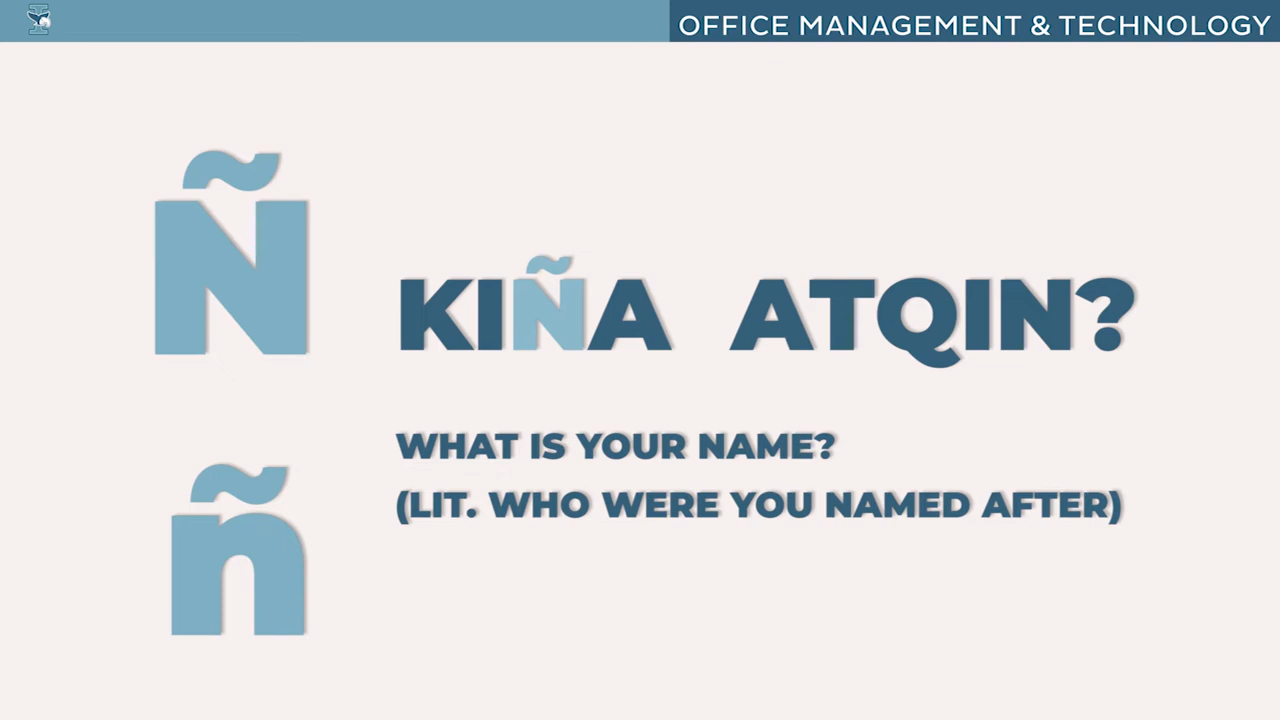 OFFICE MANAGEMENT & TECHNOLOGY
Ñ
KIÑA ATQIN?
WHAT IS YOUR NAME?
(LIT. WHO WERE YOU NAMED AFTER)
ñ